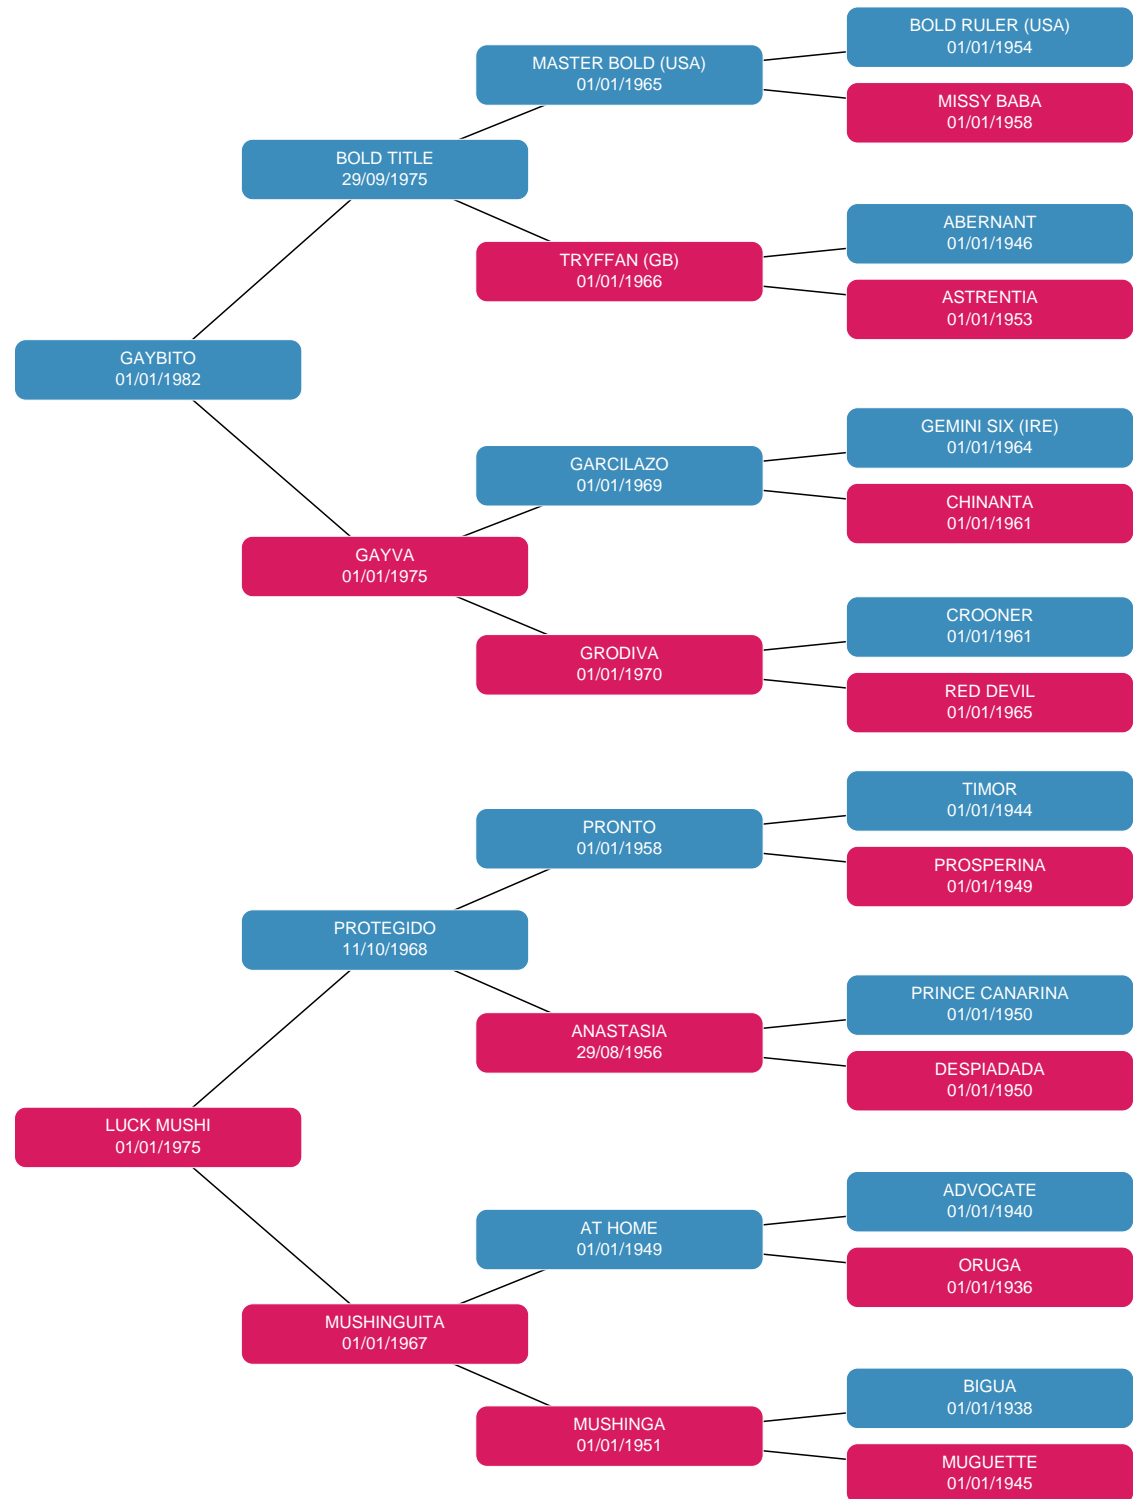 BOLD RULER (USA)
01/01/1954
MASTER BOLD (USA)
01/01/1965
MISSY BABA
01/01/1958
BOLD TITLE
29/09/1975
ABERNANT
01/01/1946
TRYFFAN (GB)
01/01/1966
ASTRENTIA
01/01/1953
GAYBITO
01/01/1982
GEMINI SIX (IRE)
01/01/1964
GARCILAZO
01/01/1969
CHINANTA
01/01/1961
GAYVA
01/01/1975
CROONER
01/01/1961
GRODIVA
01/01/1970
RED DEVIL
01/01/1965
TIMOR
01/01/1944
PRONTO
01/01/1958
PROSPERINA
01/01/1949
PROTEGIDO
11/10/1968
PRINCE CANARINA
01/01/1950
ANASTASIA
29/08/1956
DESPIADADA
01/01/1950
LUCK MUSHI
01/01/1975
ADVOCATE
01/01/1940
AT HOME
01/01/1949
ORUGA
01/01/1936
MUSHINGUITA
01/01/1967
BIGUA
01/01/1938
MUSHINGA
01/01/1951
MUGUETTE
01/01/1945